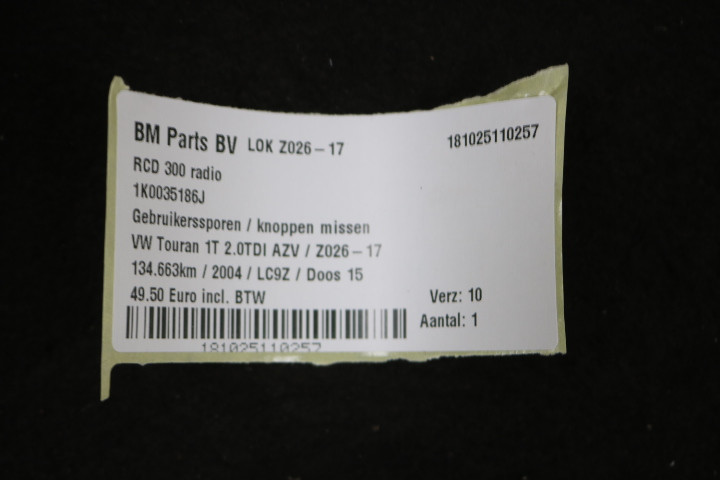 BM Parts BV LOK Z026-17 181025110257
RCD 300 radio
1K0035186J
Gebruikerssporen / knoppen missen
VW Touran 1T 2.0TDI AZV / Z026-17
134.663km / 2004 / LC9Z / Doos 15
49.50 Euro incl. BTW Verz: 10
Aantal: 1
181025110257